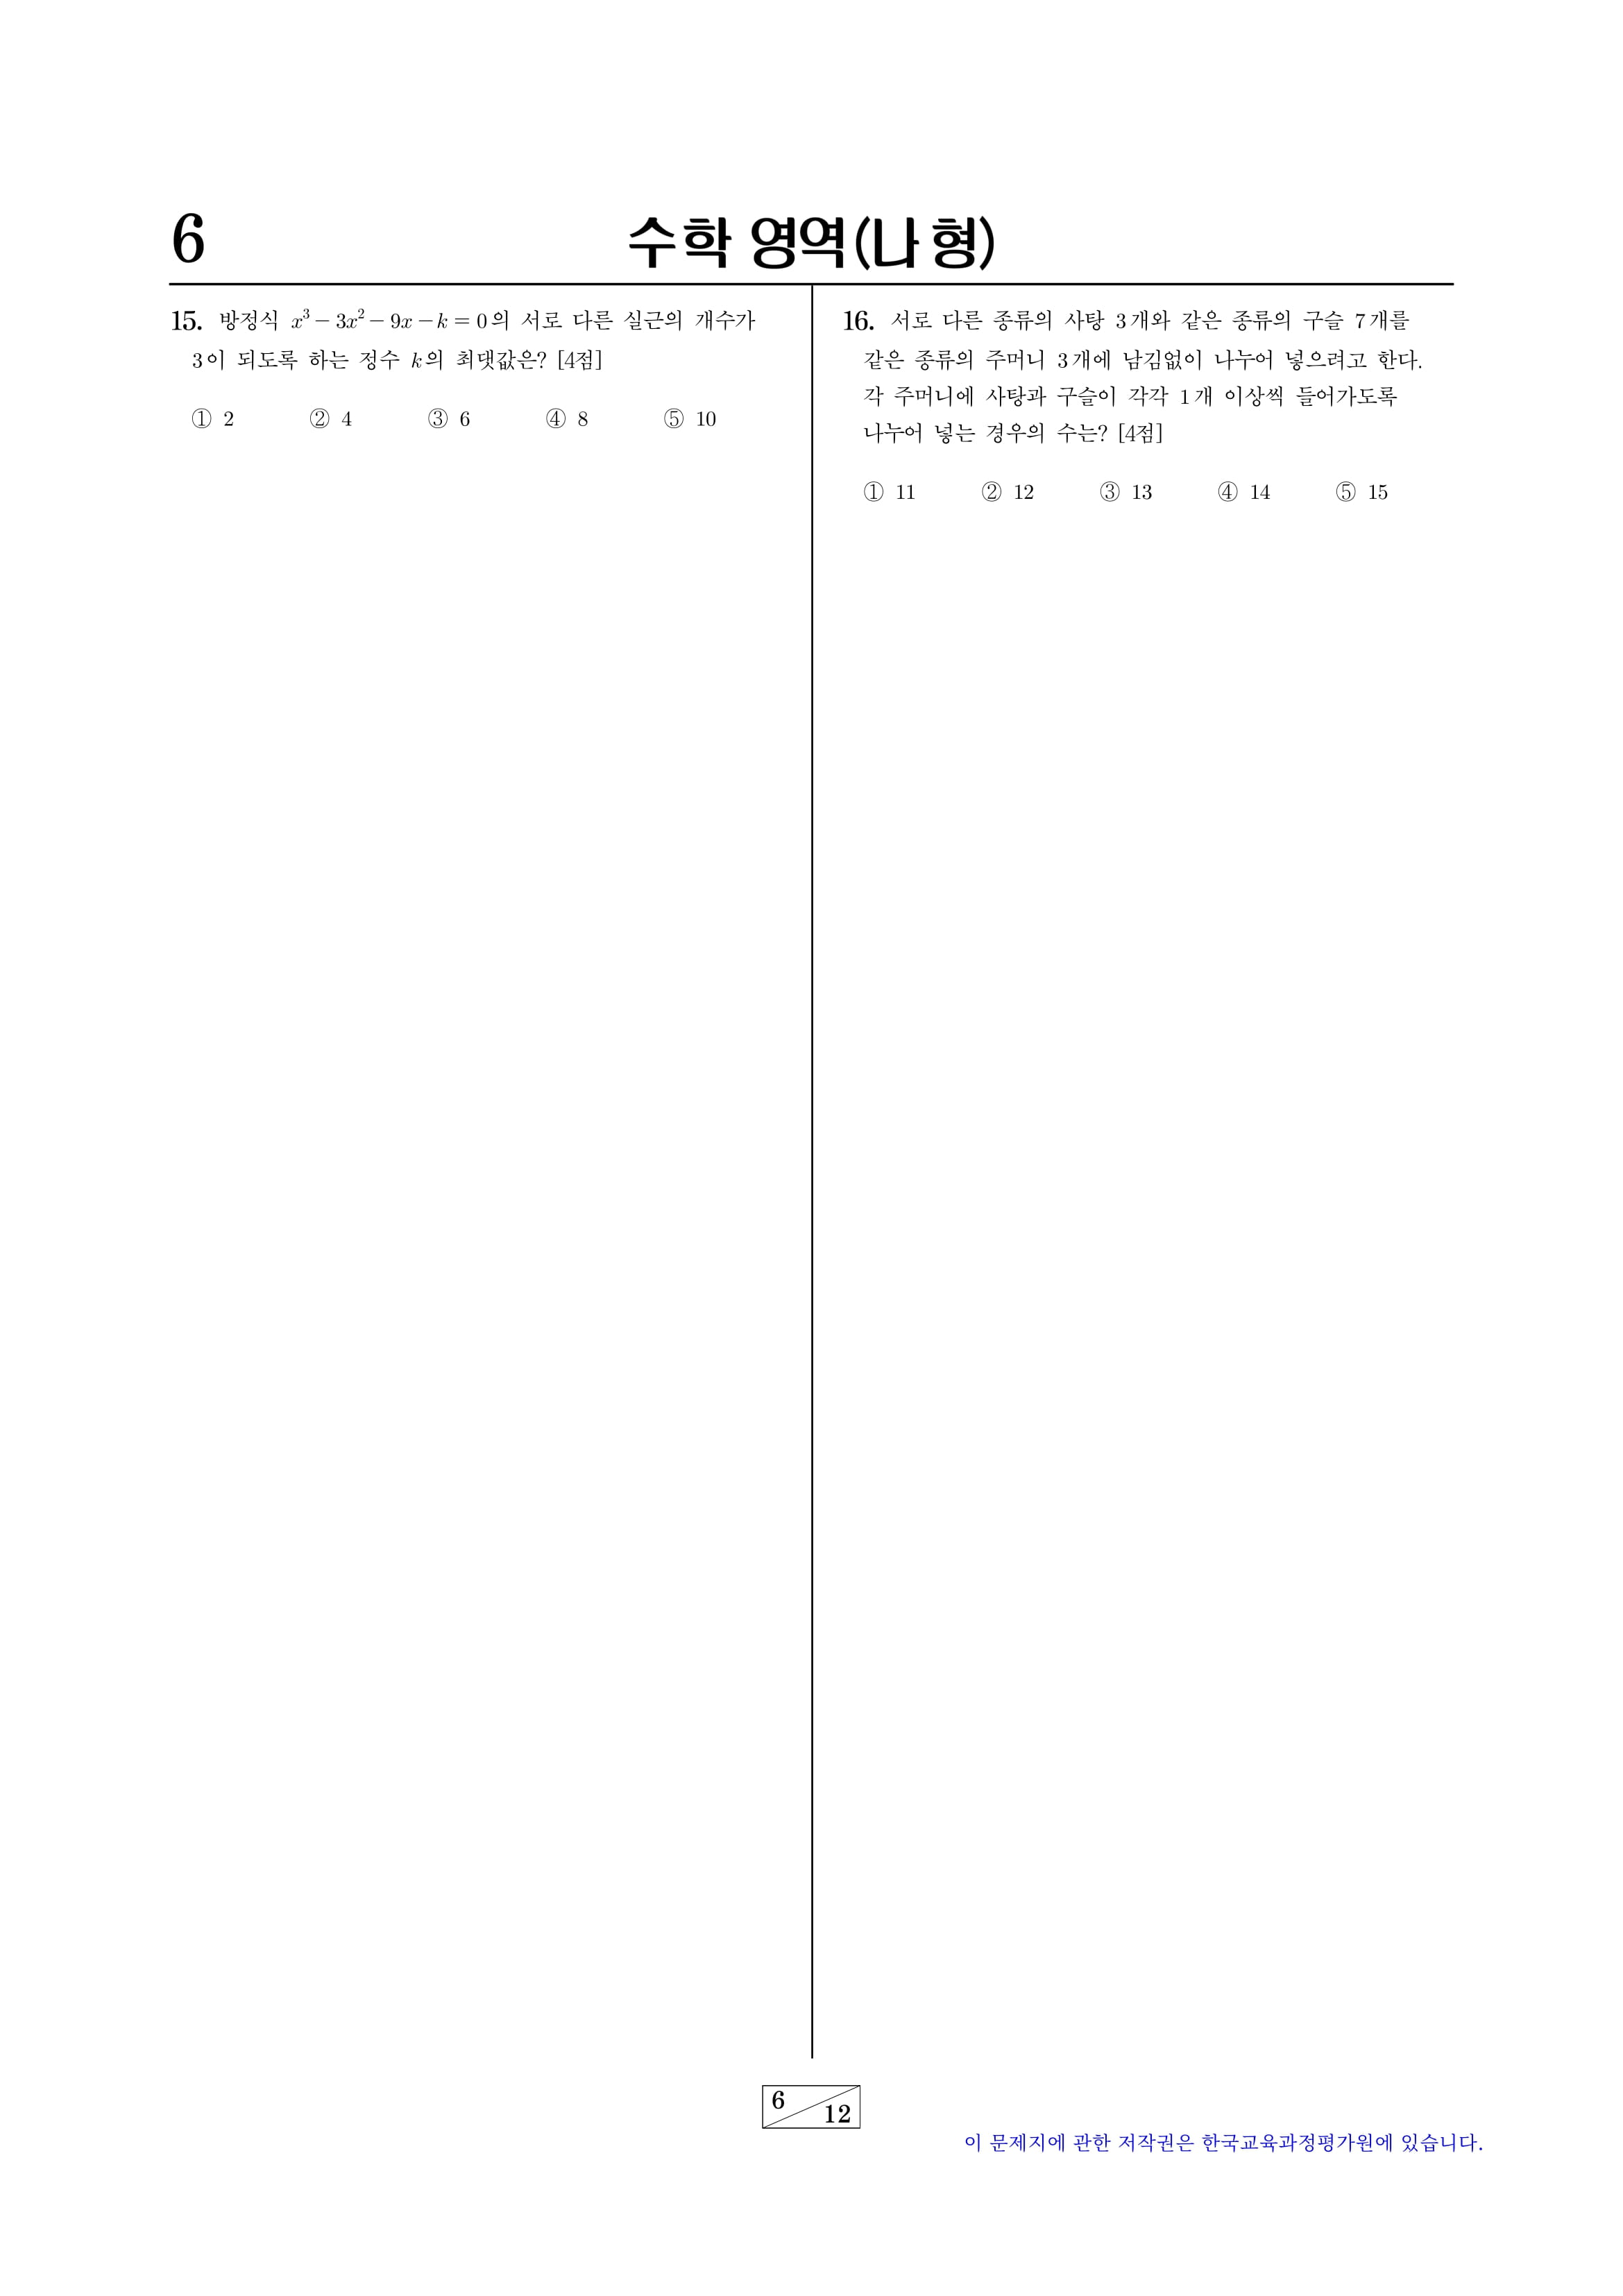 6
수학 영역(나 형)
15. 방정식 x³ − 3x² − 9x − k = 0의 서로 다른 실근의 개수가
3이 되도록 하는 정수 k의 최댓값은? [4점]
① 2 ② 4 ③ 6 ④ 8 ⑤ 10
16. 서로 다른 종류의 사탕 3개와 같은 종류의 구슬 7개를
같은 종류의 주머니 3개에 남김없이 나누어 넣으려고 한다.
각 주머니에 사탕과 구슬이 각각 1개 이상씩 들어가도록
나누어 넣는 경우의 수는? [4점]
① 11 ② 12 ③ 13 ④ 14 ⑤ 15
6
12
이 문제지에 관한 저작권은 한국교육과정평가원에 있습니다.